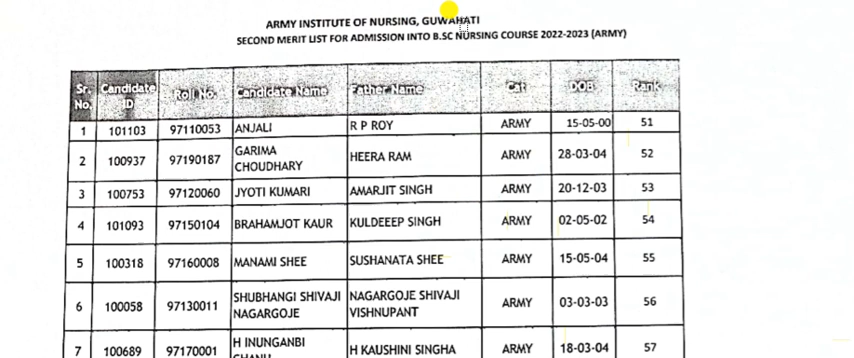 ARMY INSTITUTE OF NURSING, GUWAHATI
SECOND MERIT LIST FOR ADMISSION INTO B.SC NURSING COURSE 2022-2023 (ARMY)
Sr. No. Candidate ID Roll No. Candidate Name Father Name Cat DOB Rank
1 101103 97110053 ANJALI R P ROY ARMY 15-05-00 51
2 100937 97190187 GARIMA CHOUDHARY HEERA RAM ARMY 28-03-04 52
3 100753 97120060 JYOTI KUMARI AMARJIT SINGH ARMY 20-12-03 53
4 101093 97150104 BRAHAMJOT KAUR KULDEEEP SINGH ARMY 02-05-02 54
5 100318 97160008 MANAMI SHEE SUSHANATA SHEE ARMY 15-05-04 55
6 100058 97130011 SHUBHANGI SHIVAJI NAGARGOJE NAGARGOJE SHIVAJI VISHNUPANT ARMY 03-03-03 56
7 100689 97170001 H INUNGANBI H KAUSHINI SINGHA ARMY 18-03-04 57